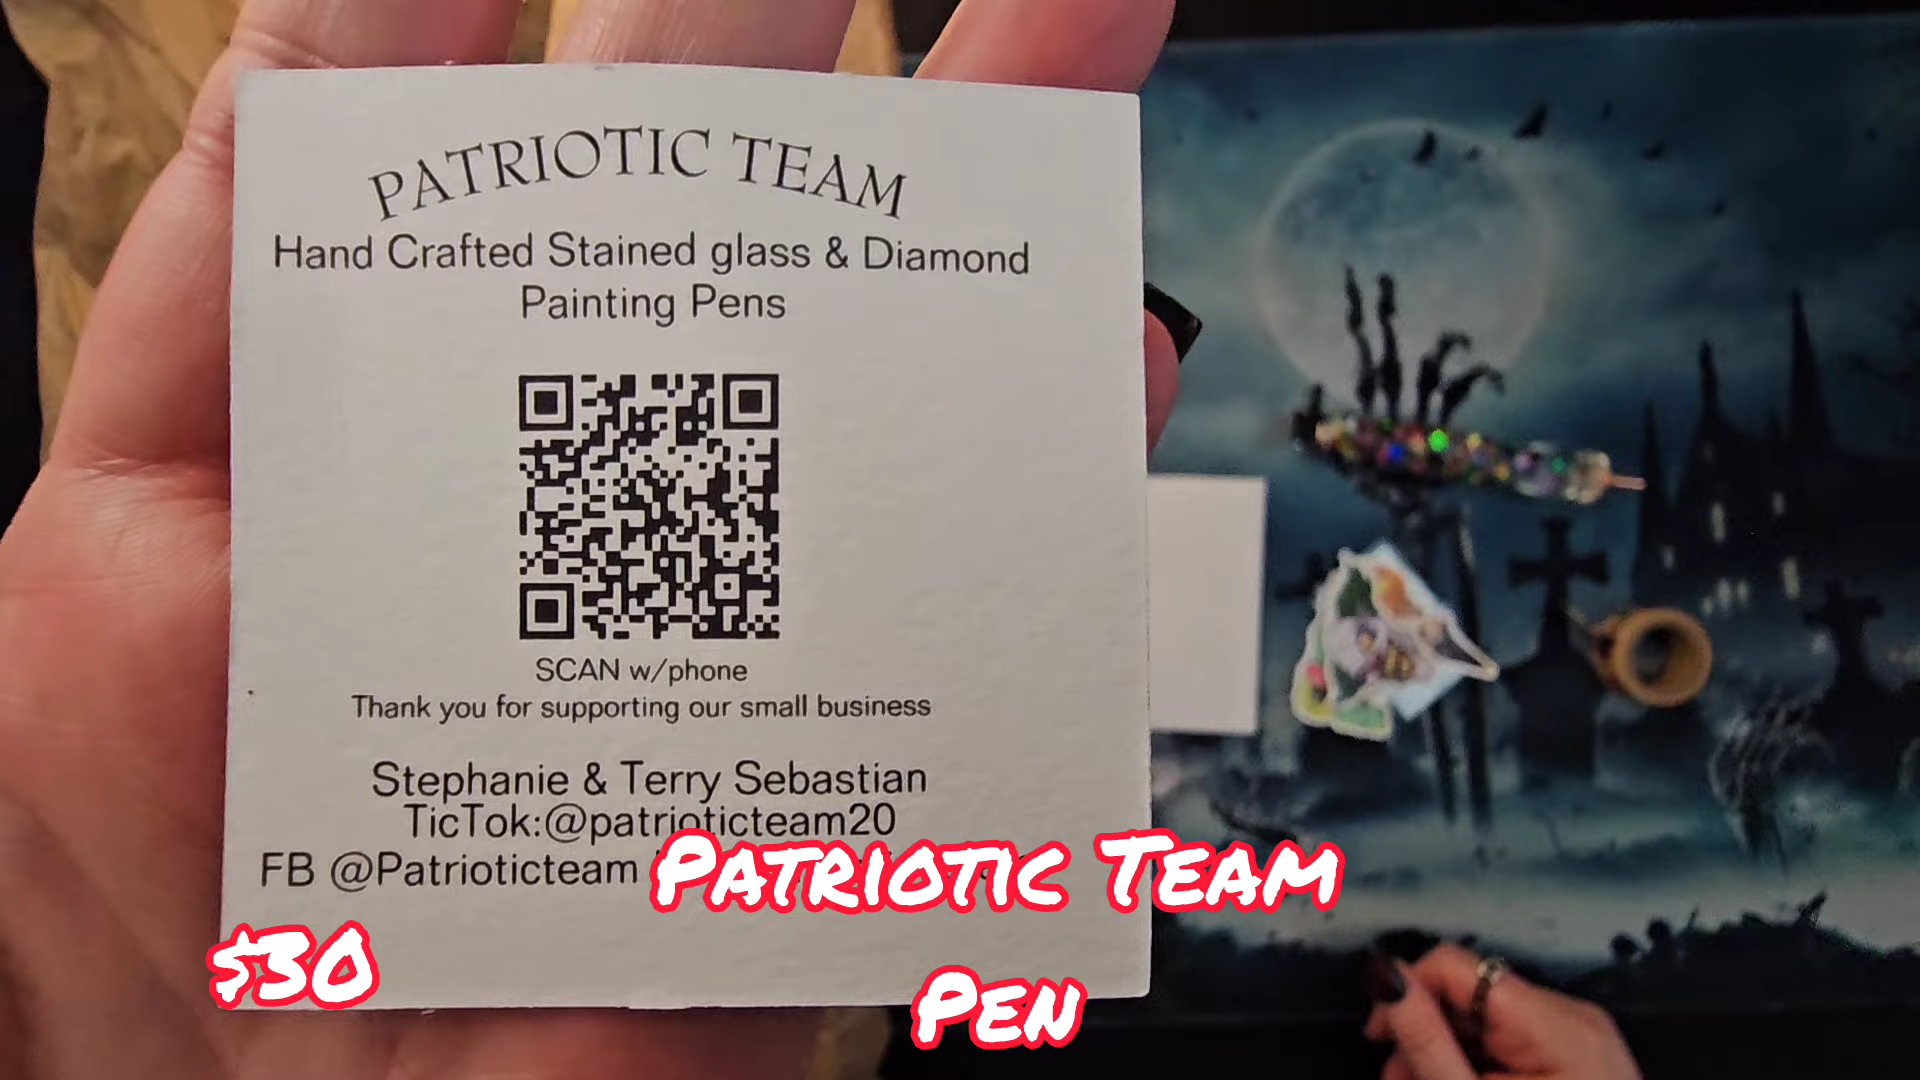 PATRIOTIC TEAM
Hand Crafted Stained glass & Diamond
Painting Pens
SCAN w/phone
Thank you for supporting our small business
Stephanie & Terry Sebastian
TicTok:@patrioticteam20
FB @Patrioticteam
Patriotic Team
Pen
$30